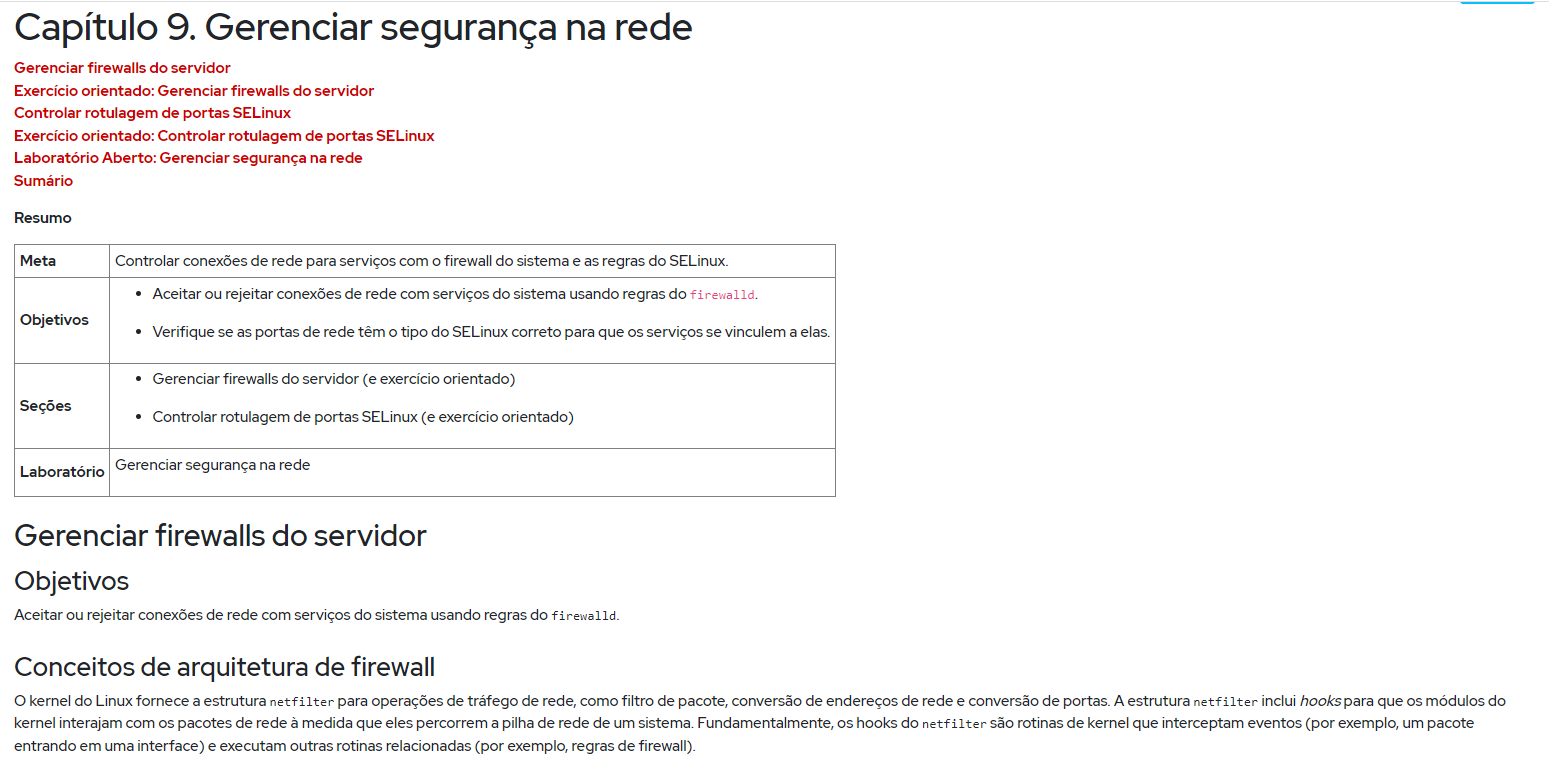 Capítulo 9. Gerenciar segurança na rede
Gerenciar firewalls do servidor
Exercício orientado: Gerenciar firewalls do servidor
Controlar rotulagem de portas SELinux
Exercício orientado: Controlar rotulagem de portas SELinux
Laboratório Aberto: Gerenciar segurança na rede
Sumário
Resumo
Meta
Controlar conexões de rede para serviços com o firewall do sistema e as regras do SELinux.
Objetivos
• Aceitar ou rejeitar conexões de rede com serviços do sistema usando regras do firewalld.
• Verifique se as portas de rede têm o tipo do SELinux correto para que os serviços se vinculem a elas.
Seções
• Gerenciar firewalls do servidor (e exercício orientado)
• Controlar rotulagem de portas SELinux (e exercício orientado)
Laboratório
Gerenciar segurança na rede
Gerenciar firewalls do servidor
Objetivos
Aceitar ou rejeitar conexões de rede com serviços do sistema usando regras do firewalld.
Conceitos de arquitetura de firewall
O kernel do Linux fornece a estrutura netfilter para operações de tráfego de rede, como filtro de pacote, conversão de endereços de rede e conversão de portas. A estrutura netfilter inclui hooks para que os módulos do
kernel interajam com os pacotes de rede à medida que eles percorrem a pilha de rede de um sistema. Fundamentalmente, os hooks do netfilter são rotinas de kernel que interceptam eventos (por exemplo, um pacote
entrando em uma interface) e executam outras rotinas relacionadas (por exemplo, regras de firewall).